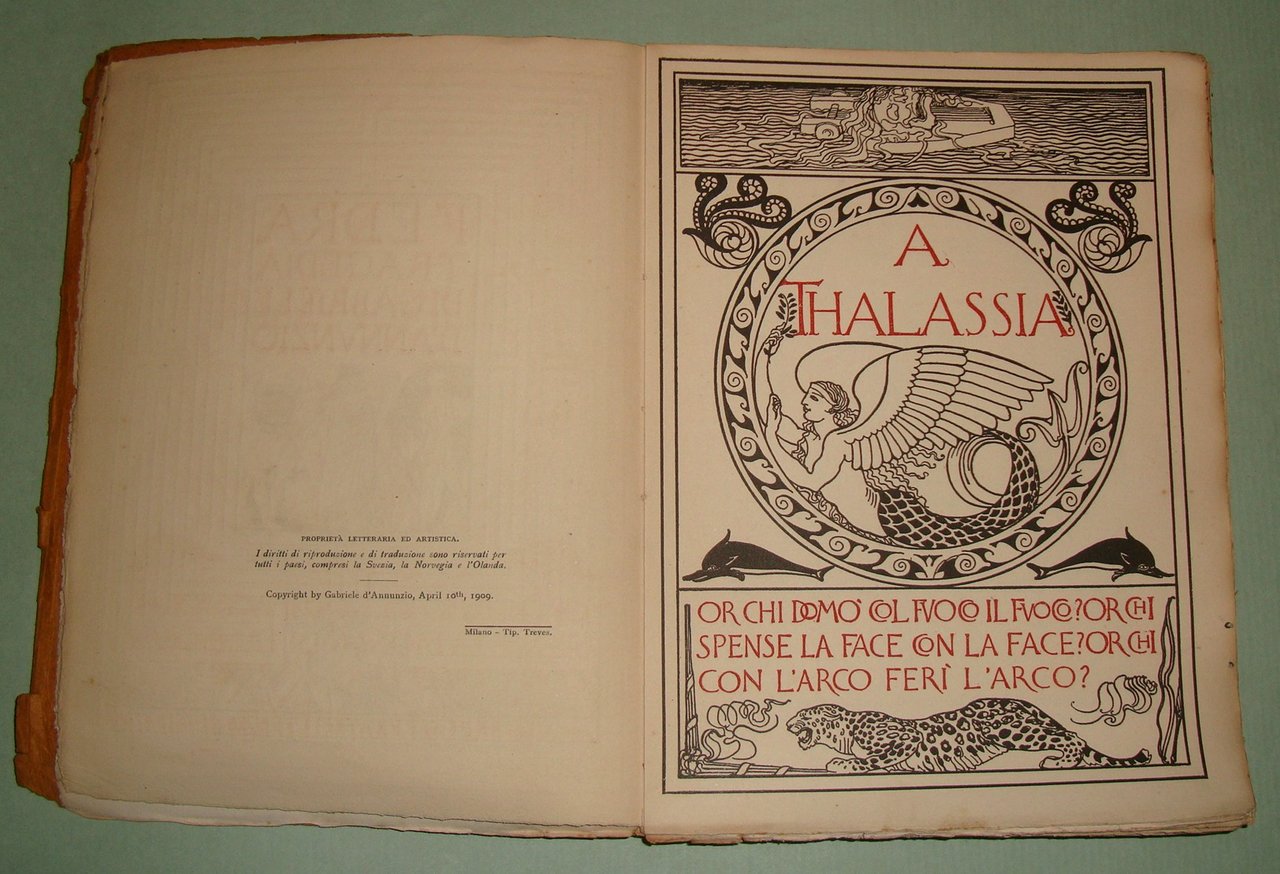 PROPRIETÀ LETTERARIA ED ARTISTICA.
I diritti di riproduzione e di traduzione sono riservati per
tutti i paesi, compresi la Svezia, la Norvegia e l'Olanda.
Copyright by Gabriele d'Annunzio, April 10th, 1909.
Milano - Tip. Treves.
A
THALASSIA
OR CHI DOMÒ COL FVOCO IL FVOCO? OR CHI
SPENSE LA FACE CON LA FACE? OR CHI
CON L'ARCO FERÌ L'ARCO?